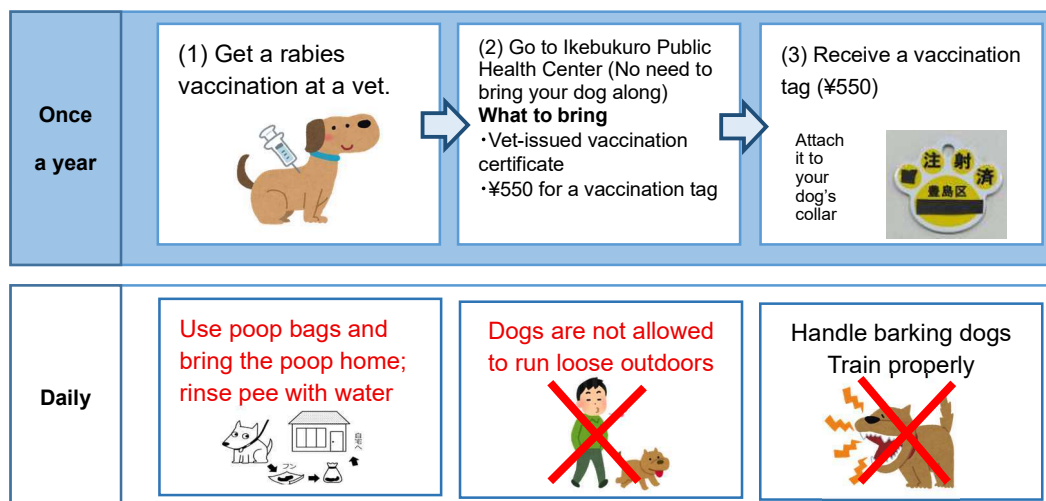 Once
a year
(1) Get a rabies
vaccination at a vet.
(2) Go to Ikebukuro Public
Health Center (No need to
bring your dog along)
What to bring
・Vet-issued vaccination
certificate
・¥550 for a vaccination tag
(3) Receive a vaccination
tag (¥550)
Attach
it to
your
dog's
collar
注射
済
豊島区
Daily
Use poop bags and
bring the poop home;
rinse pee with water
フン
Dogs are not allowed
to run loose outdoors
Handle barking dogs
Train properly